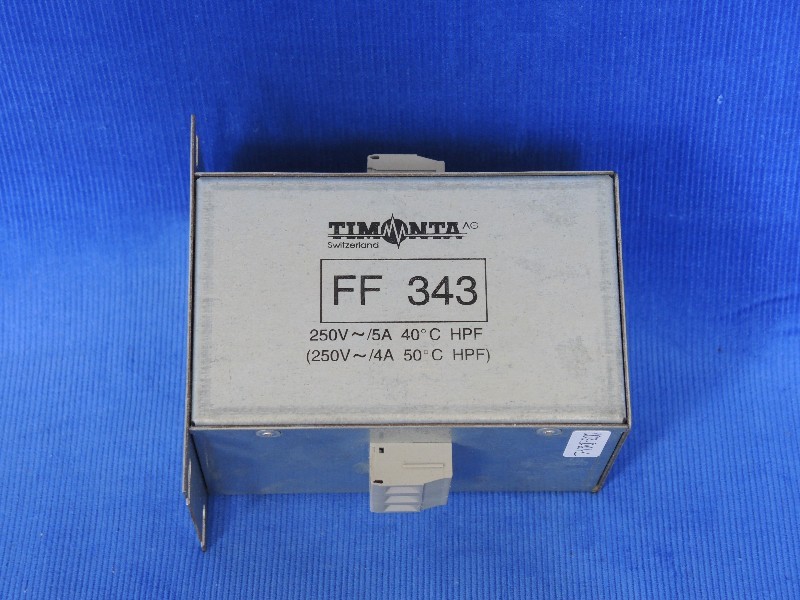 TIMONTA AG
Switzerland
FF 343
250V~/5A 40°C HPF
(250V~/4A 50°C HPF)